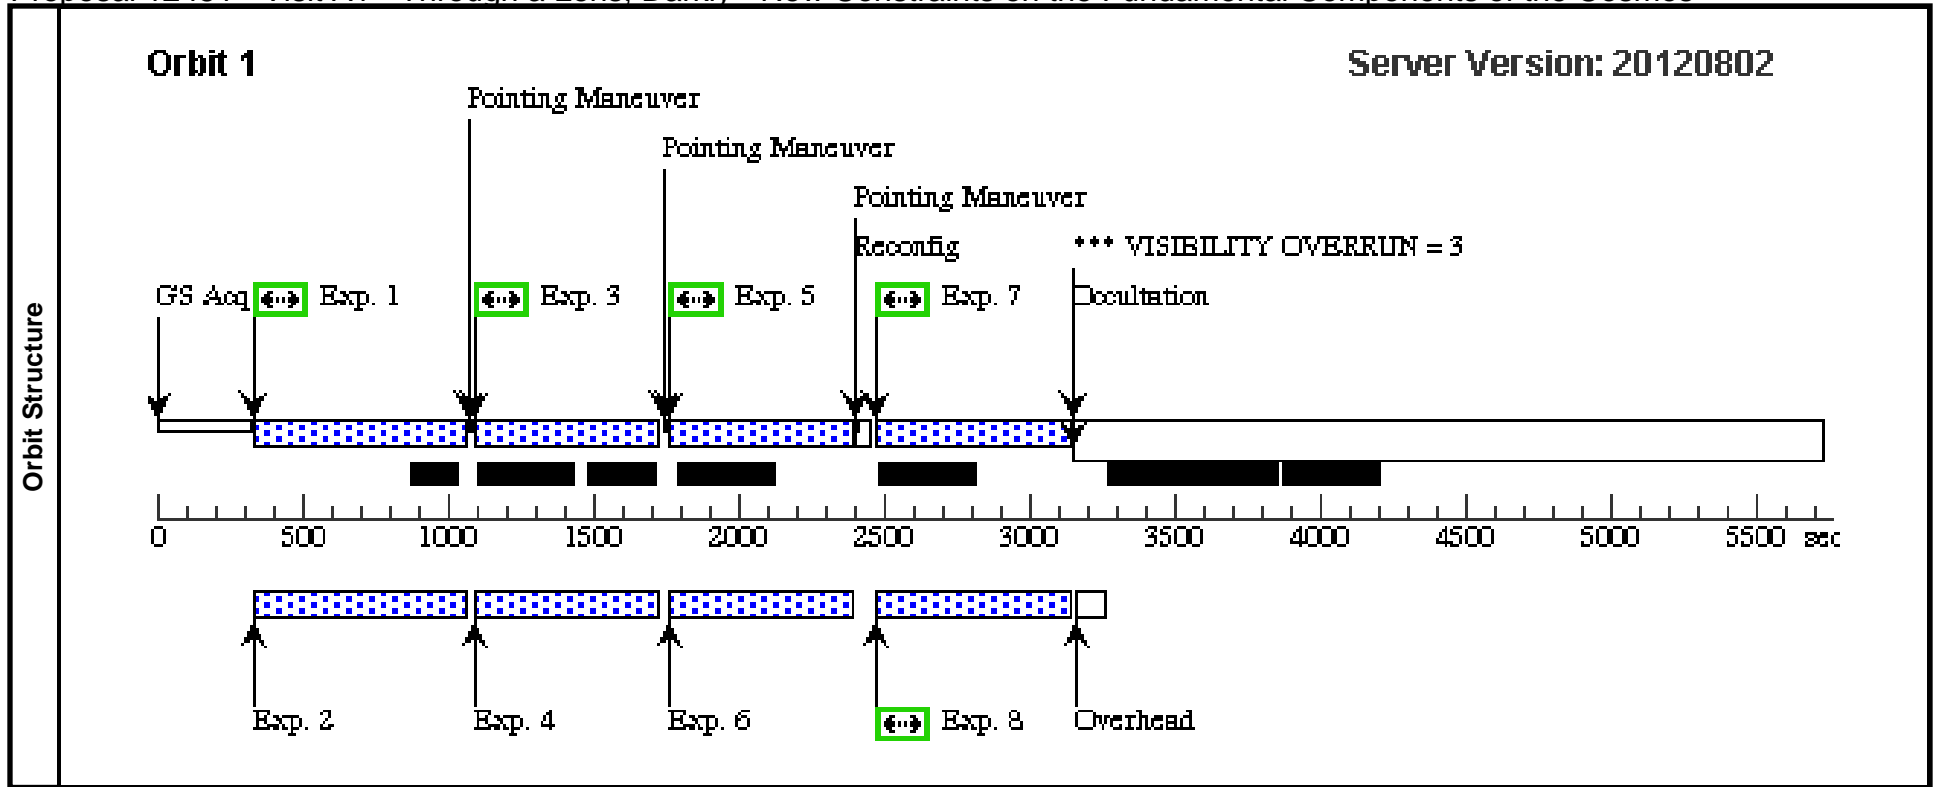 Orbit 1
Server Version: 20120802
Pointing Maneuver
Pointing Maneuver
Pointing Maneuver
Reconfig
*** VISIBILITY OVERRUN = 3
GS Acq
Exp. 1
Exp. 3
Exp. 5
Exp. 7
Occultation
Orbit Structure
0 500 1000 1500 2000 2500 3000 3500 4000 4500 5000 5500 sec
Exp. 2
Exp. 4
Exp. 6
Exp. 8
Overhead